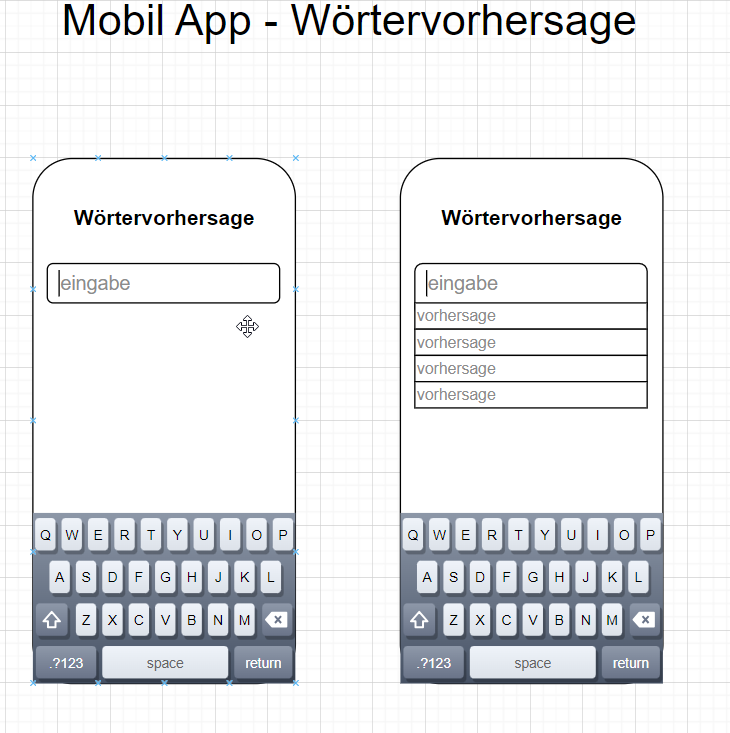 Mobil App - Wörtervorhersage
Wörtervorhersage
eingabe
Q W E R T Y U I O P
A S D F G H J K L
Z X C V B N M
.?123 space return
Wörtervorhersage
eingabe
vorhersage
vorhersage
vorhersage
vorhersage
Q W E R T Y U I O P
A S D F G H J K L
Z X C V B N M
.?123 space return